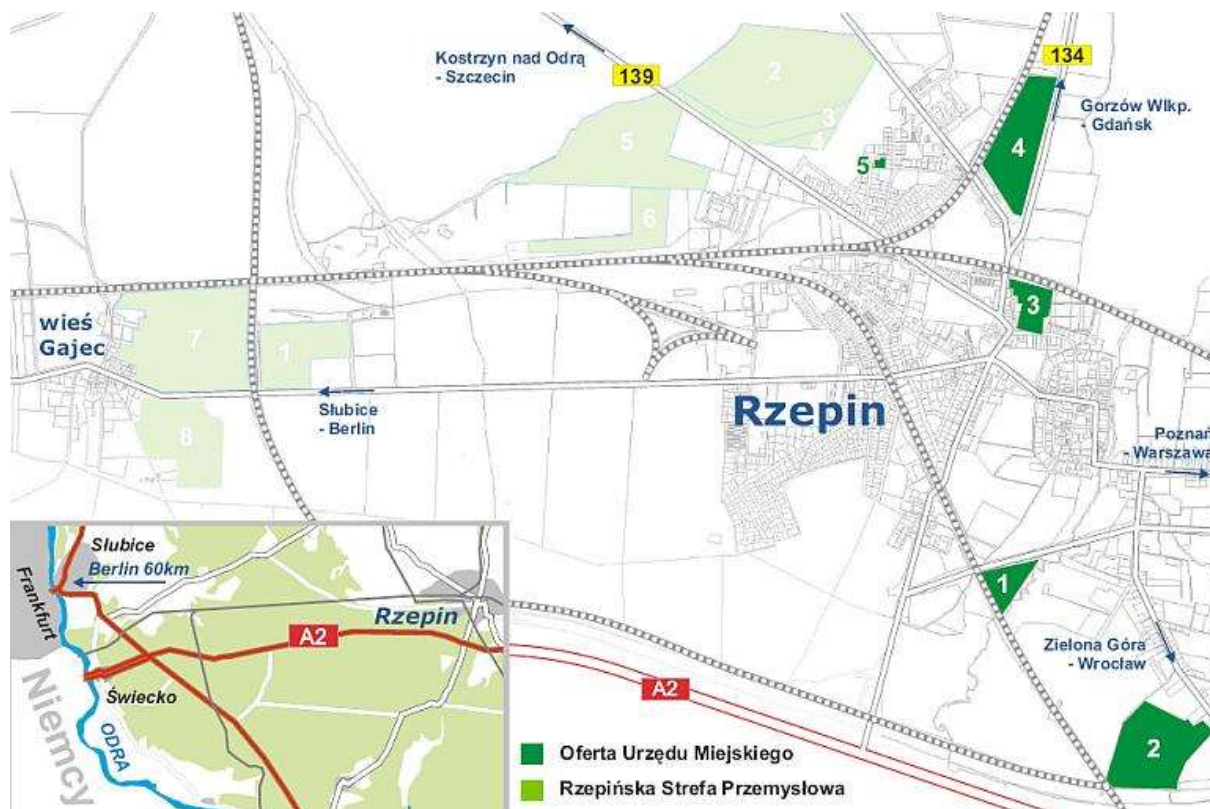 Kostrzyn nad Odrą
- Szczecin
139
2
134
Gorzów Wlkp.
- Gdańsk
3
4
5
5
4
6
3
wieś
Gajec
7
1
Słubice
- Berlin
Rzepin
8
Poznań
- Warszawa
1
Zielona Góra
- Wrocław
2
A2
Słubice
Berlin 60km
Frankfurt
Rzepin
A2
Świecko
Niemcy
ODRA
Oferta Urzędu Miejskiego
Rzepińska Strefa Przemysłowa